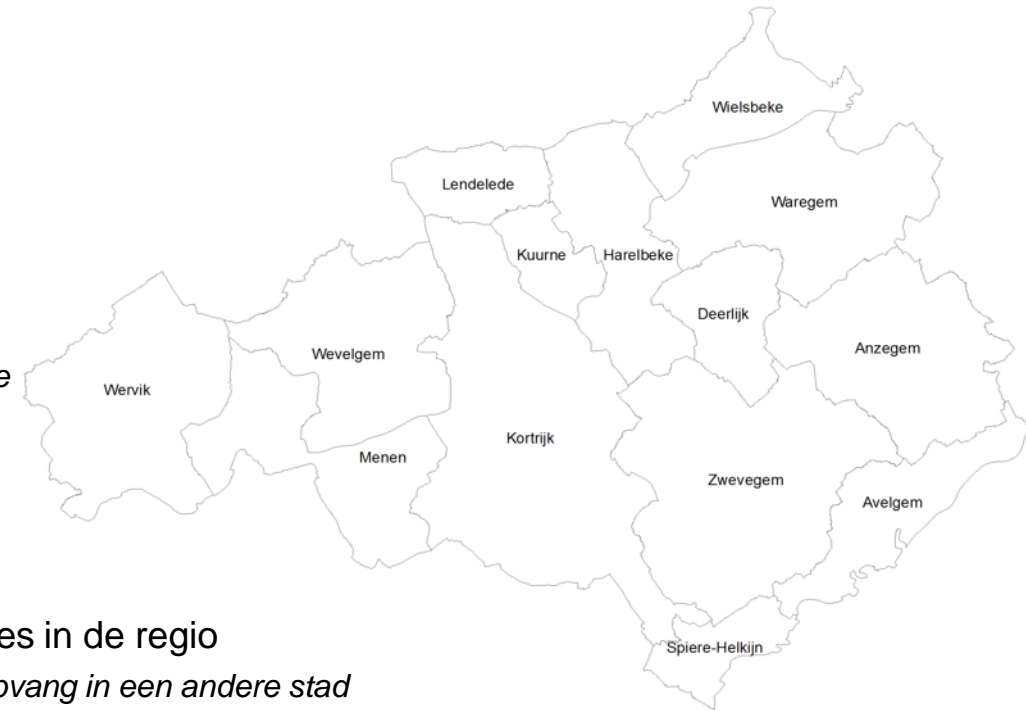 Wielsbeke
Lendelede
Waregem
Kuurne
Harelbeke
Deerlijk
Anzegem
Wevelgem
e
Wervik
Kortrijk
Menen
Zwevegem
Avelgem
es in de regio
Spiere-Helkijn
ovang in een andere stad